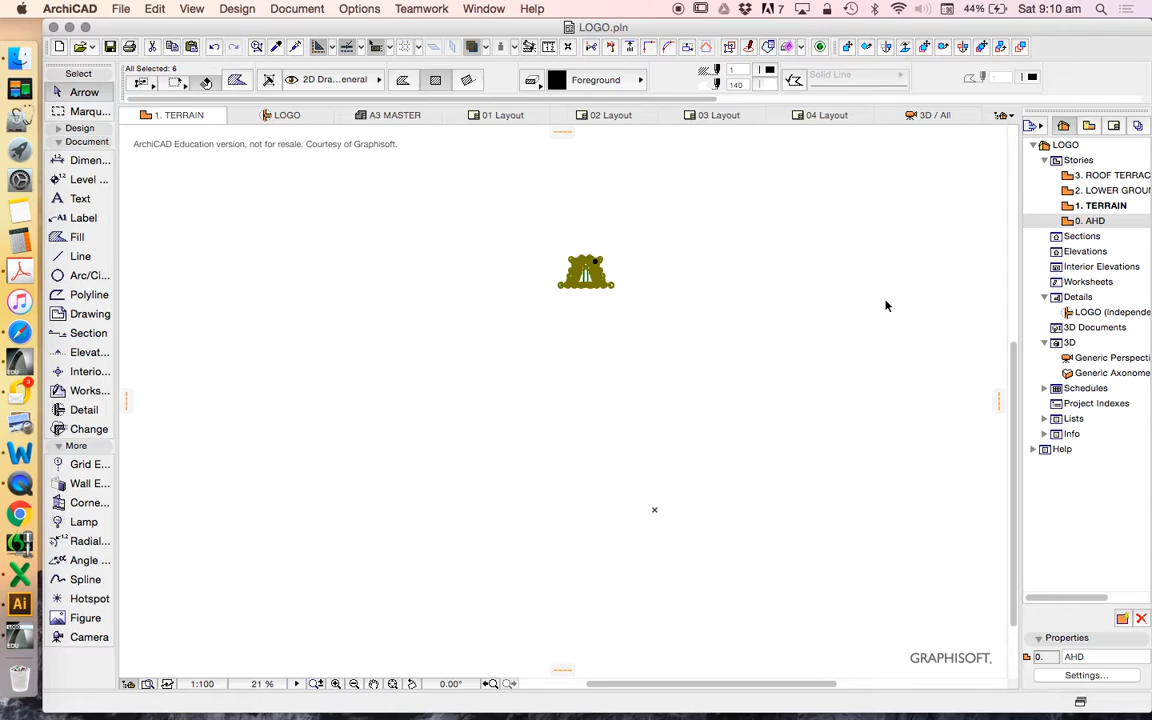 ArchiCAD File Edit View Design Document Options Teamwork Window Help 7 44% Sat 9:10 am
LOGO.pln
Select
Arrow
Marqu...
Design
Document
Dimen...
Level ...
Text
Label
Fill
Line
Arc/Ci...
Polyline
Drawing
Section
Elevat...
Interio...
Works...
Detail
Change
More
Grid E...
Wall E...
Corne...
Lamp
Radial...
Angle ...
Spline
Hotspot
Figure
Camera
All Selected: 6
2D Dra...eneral
Foreground
1
140
Solid Line
1
1. TERRAIN LOGO A3 MASTER 01 Layout 02 Layout 03 Layout 04 Layout 3D / All
ArchiCAD Education version, not for resale. Courtesy of Graphisoft.
GRAPHISOFT.
1:100 21 % 0.00°
LOGO
Stories
3. ROOF TERRAC
2. LOWER GROUN
1. TERRAIN
0. AHD
Sections
Elevations
Interior Elevations
Worksheets
Details
LOGO (Independe
3D Documents
3D
Generic Perspecti
Generic Axonome
Schedules
Project Indexes
Lists
Info
Help
Properties
0. AHD
Settings...